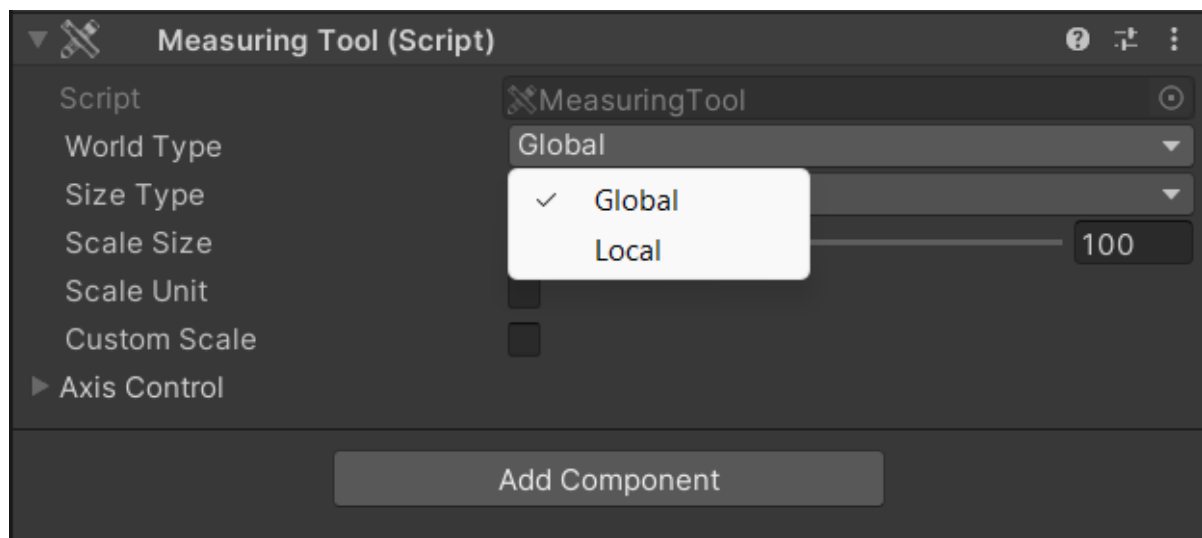 Measuring Tool (Script)
Script MeasuringTool
World Type Global
Global
Local
Size Type
Scale Size 100
Scale Unit
Custom Scale
Axis Control
Add Component